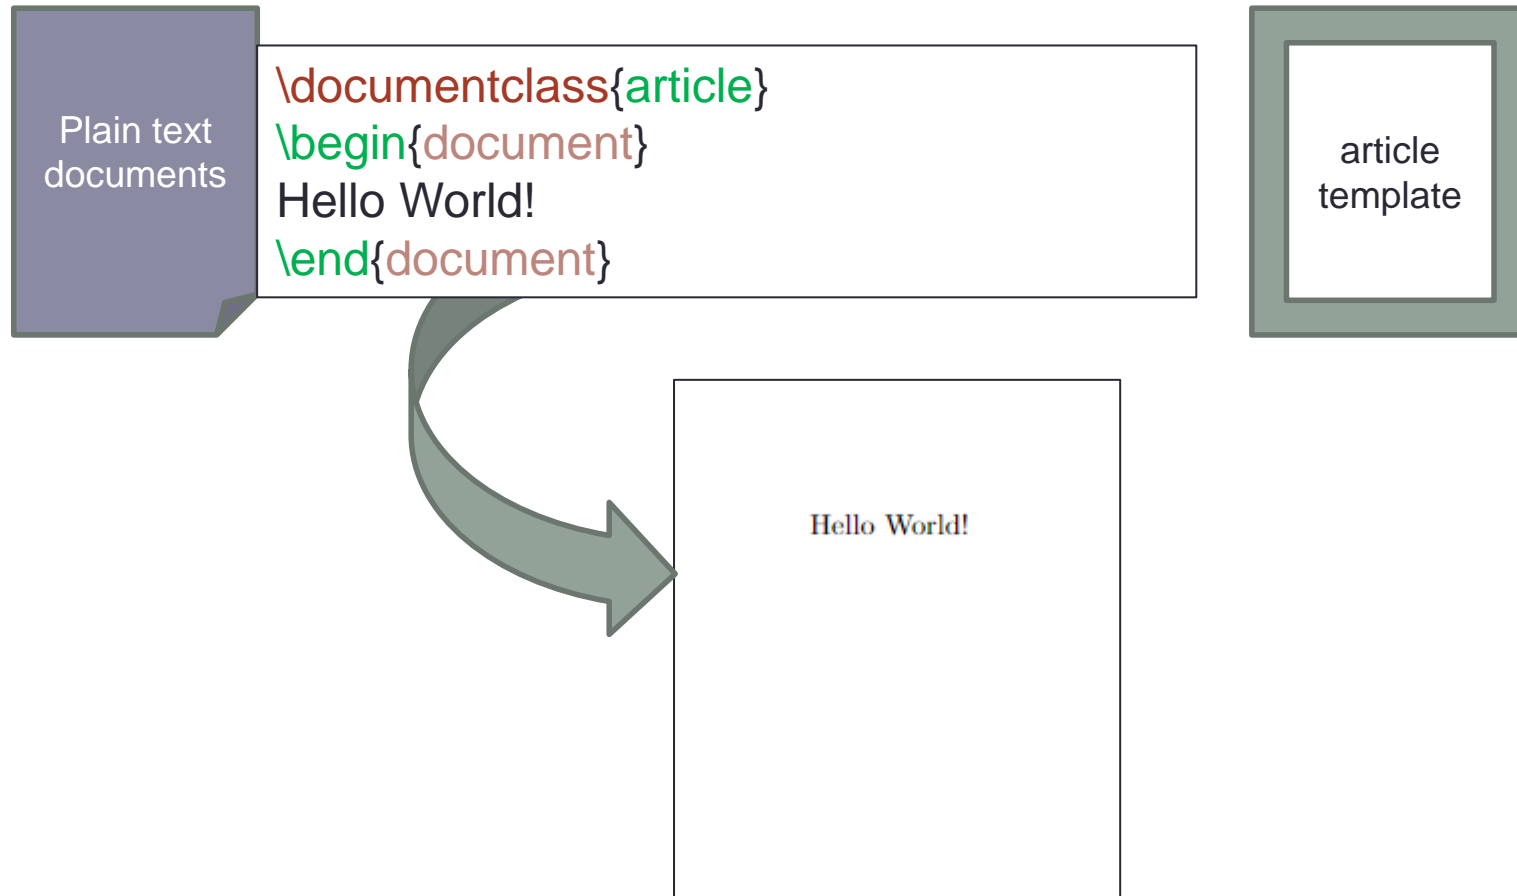 Plain text
documents
\documentclass{article}
\begin{document}
Hello World!
\end{document}
article
template
Hello World!